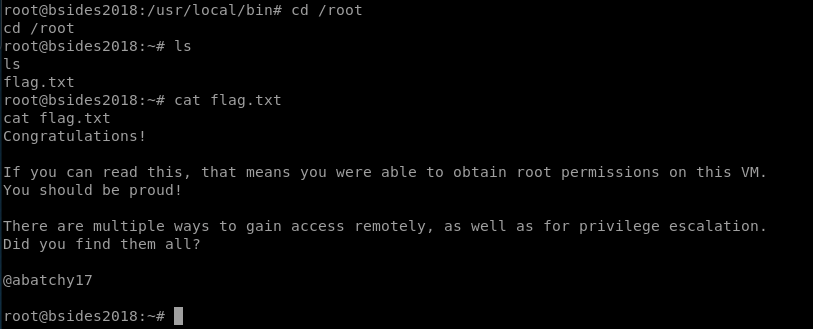 root@bsides2018:/usr/local/bin# cd /root
cd /root
root@bsides2018:~# ls
ls
flag.txt
root@bsides2018:~# cat flag.txt
cat flag.txt
Congratulations!
If you can read this, that means you were able to obtain root permissions on this VM.
You should be proud!
There are multiple ways to gain access remotely, as well as for privilege escalation.
Did you find them all?
@abatchy17
root@bsides2018:~#